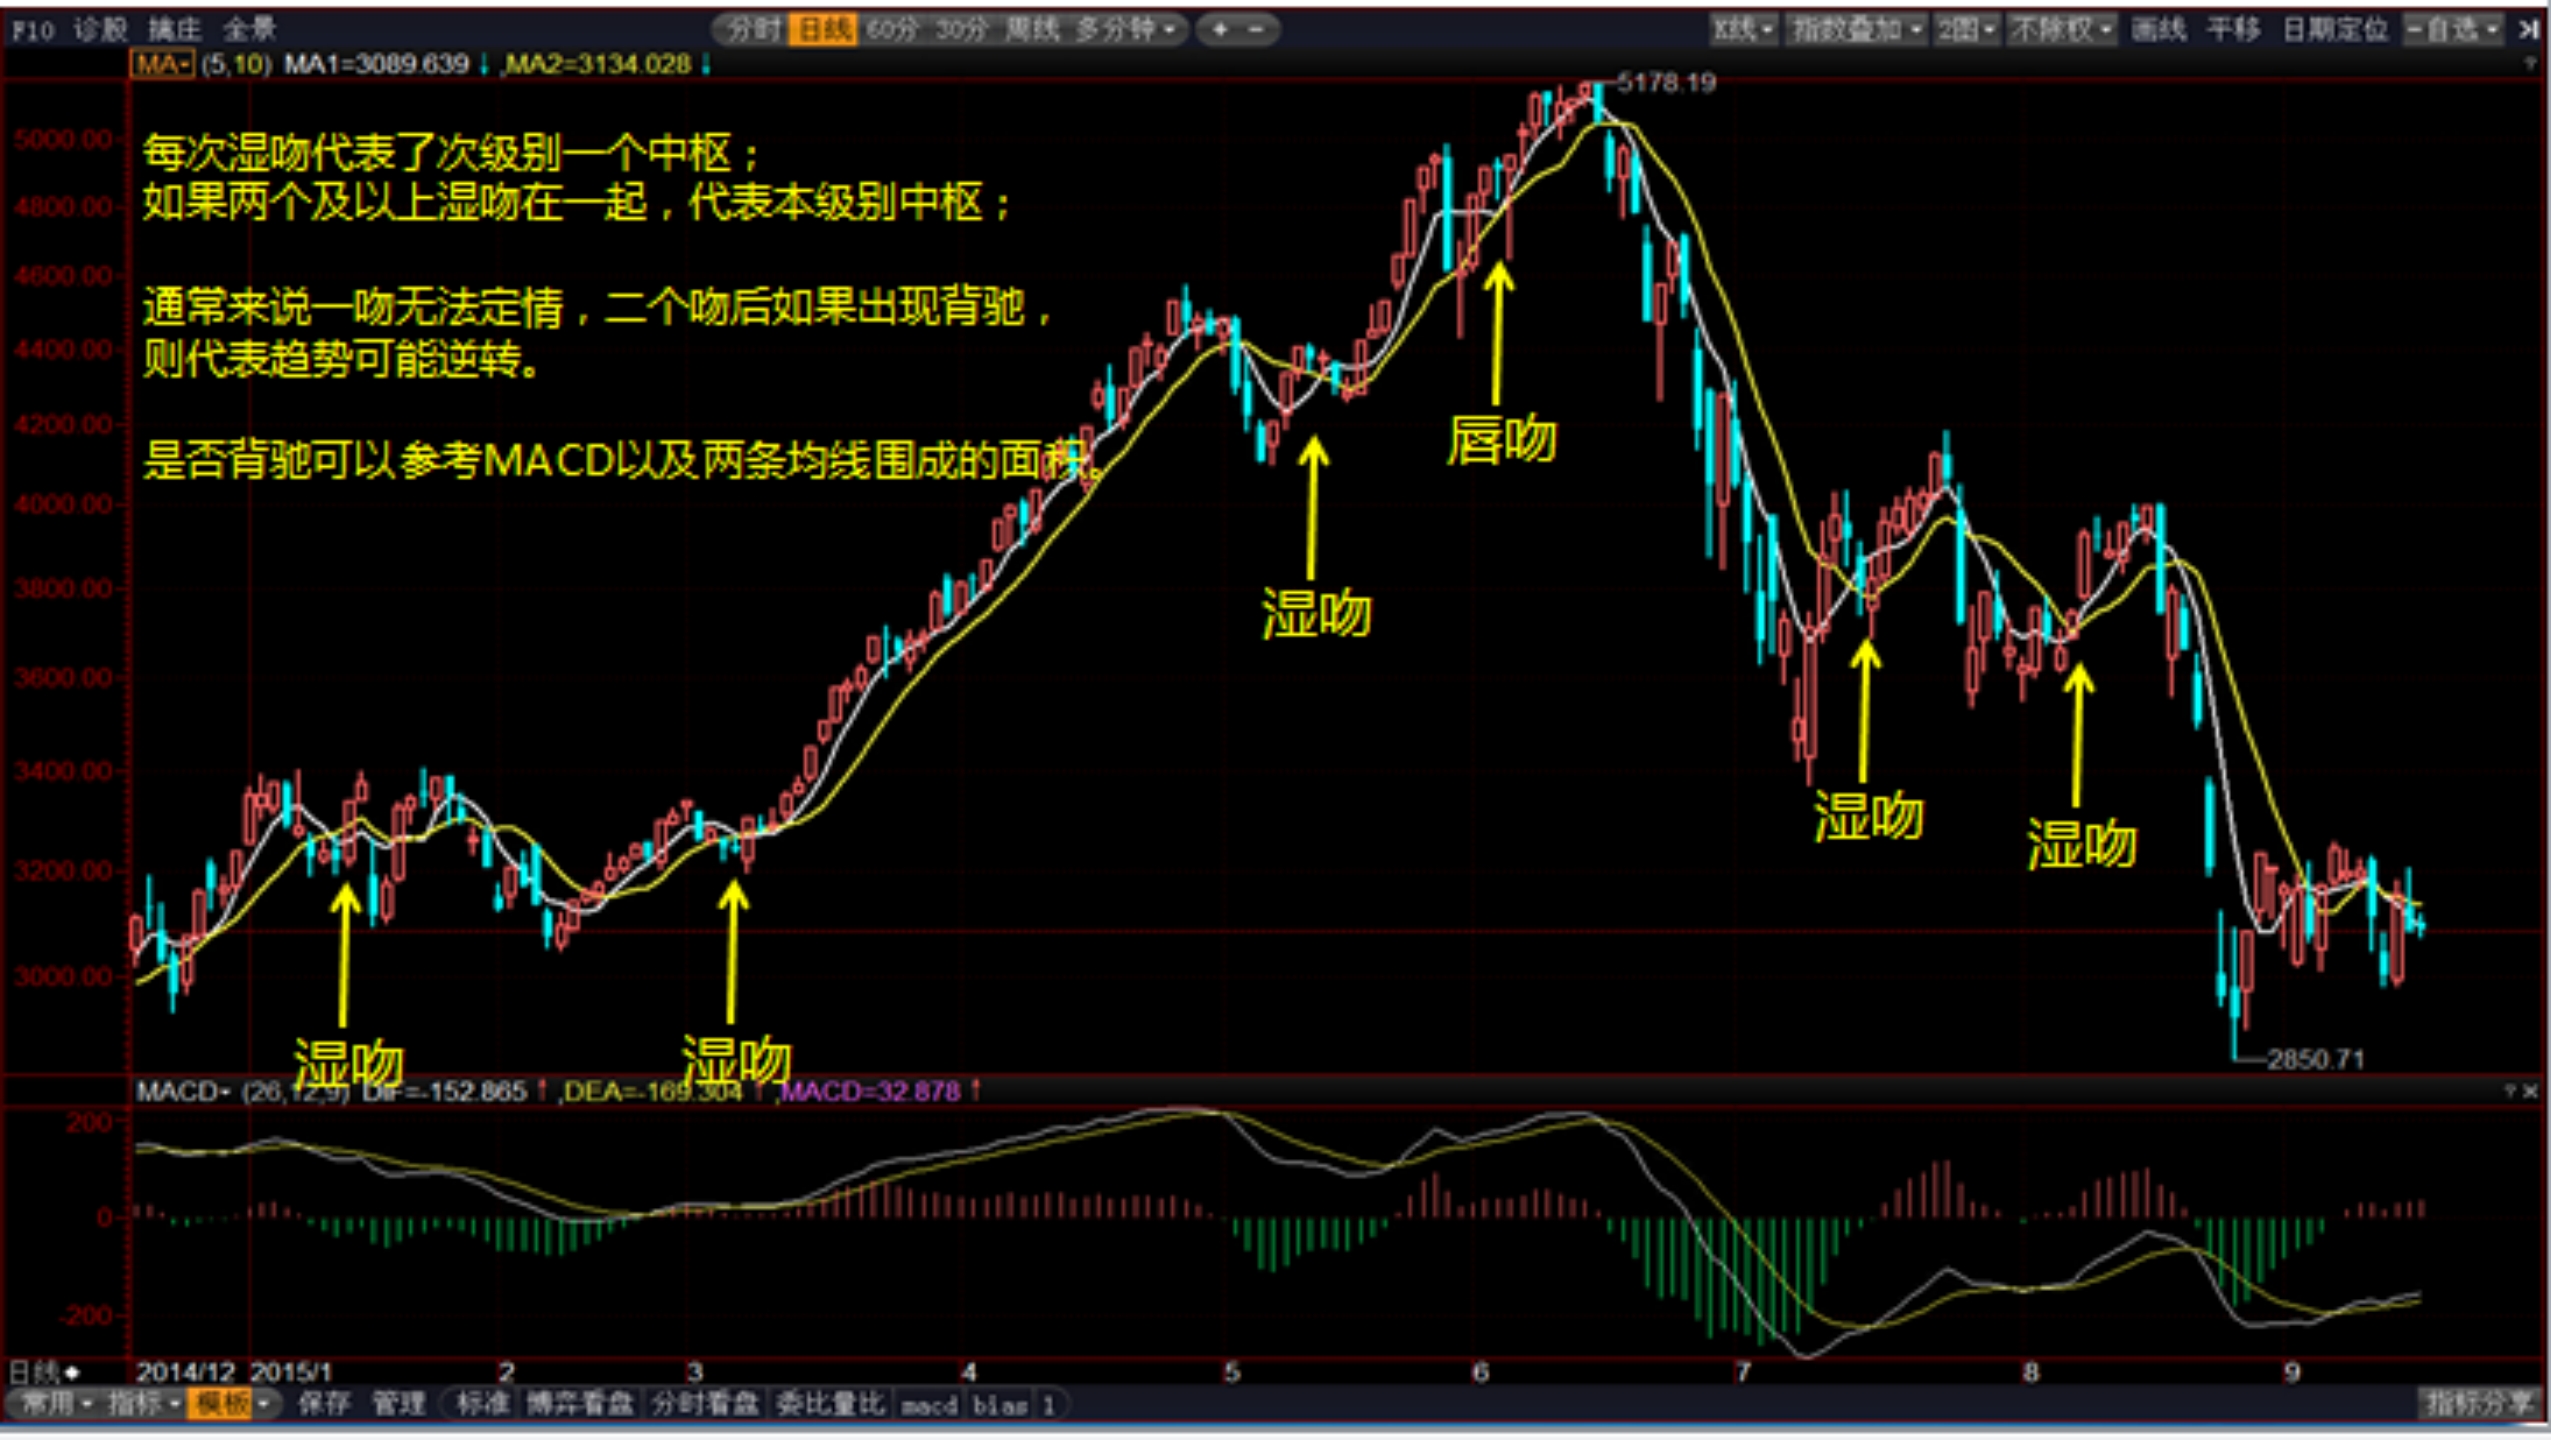 F10 诊股 擒庄 全景 分时 日线 60分 30分 周线 多分钟 + - K线 指数叠加 2图 不除权 画线 平移 日期定位 -自选
MA (5,10) MA1=3089.639 ↓ ,MA2=3134.028 ↓ ?
5178.19
5000.00
每次湿吻代表了次级别一个中枢；
4800.00
如果两个及以上湿吻在一起，代表本级别中枢；
4600.00
通常来说一吻无法定情，二个吻后如果出现背驰，
4400.00
则代表趋势可能逆转。
4200.00
唇吻
是否背驰可以参考MACD以及两条均线围成的面积。
4000.00
3800.00
湿吻
3600.00
3400.00
湿吻
湿吻
3200.00
3000.00
湿吻 湿吻
2850.71
MACD (26,12,9) DIF=-152.865 ↑ ,DEA=-169.304 ↑ ,MACD=32.878 ↑ ? ×
200
0
-200
日线 2014/12 2015/1 2 3 4 5 6 7 8 9
常用 指标 模板 保存 管理 标准 博弈看盘 分时看盘 委比量比 macd bias 1 指标分享